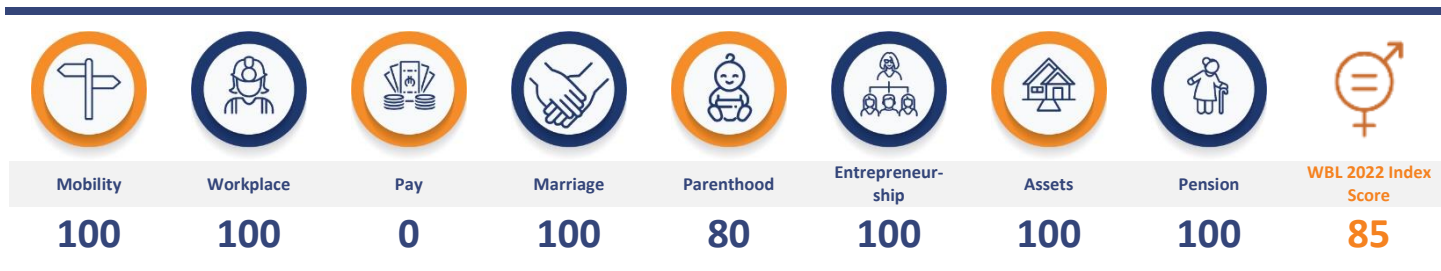 Mobility
Workplace
Pay
Marriage
Parenthood
Entrepreneur-
ship
Assets
Pension
WBL 2022 Index
Score
100
100
0
100
80
100
100
100
85